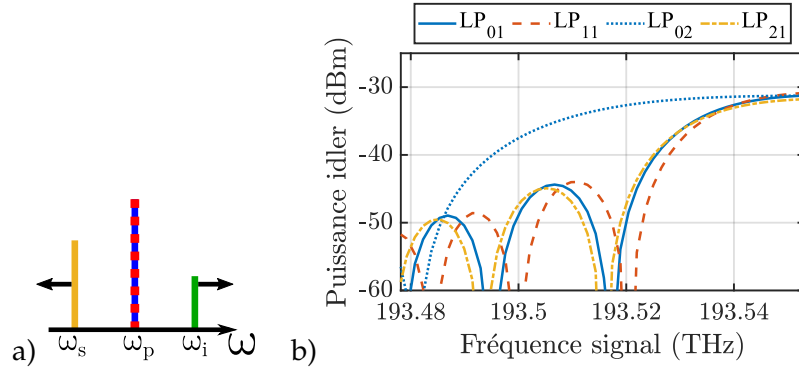 LP01 LP11 LP02 LP21
Puissance idler (dBm)
-30
-40
-50
-60
193.48 193.5 193.52 193.54
Fréquence signal (THz)
ωs ωp ωi ω
a) b)